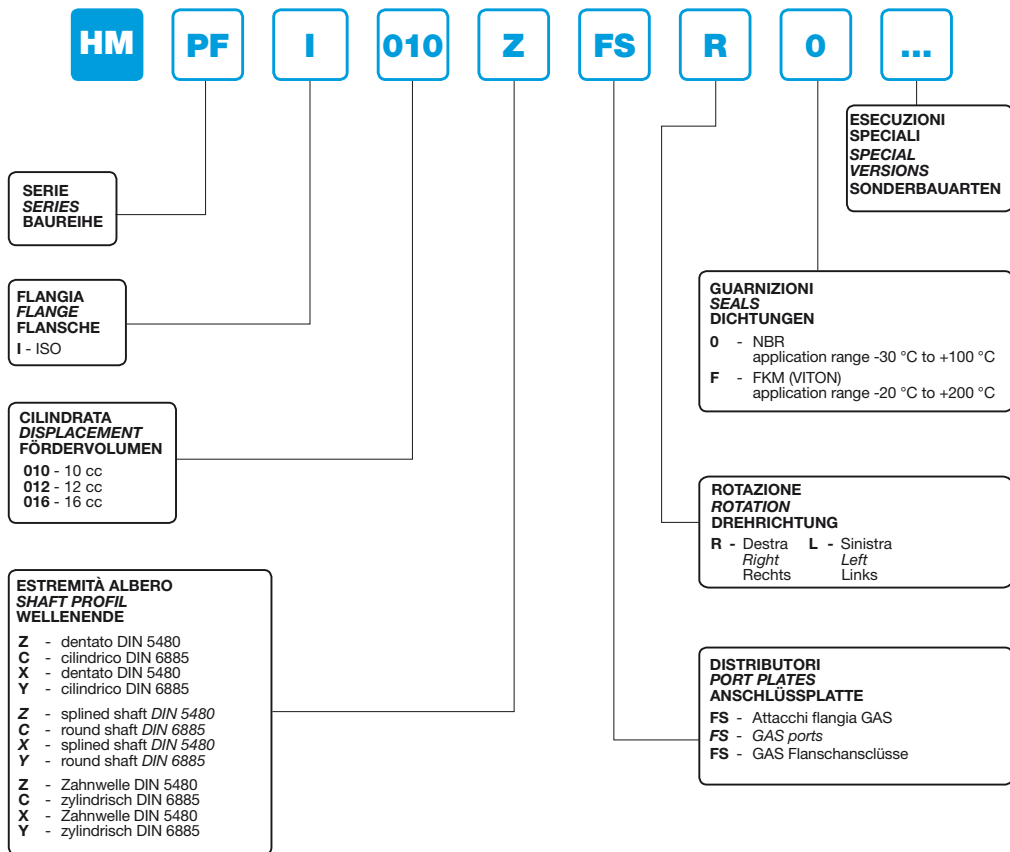 HM PF I 010 Z FS R 0 ...
ESECUZIONI
SPECIALI
SPECIAL
VERSIONS
SONDERBAUARTEN
SERIE
SERIES
BAUREIHE
FLANGIA
FLANGE
FLANSCHE
I - ISO
GUARNIZIONI
SEALS
DICHTUNGEN
0 - NBR
application range -30 °C to +100 °C
F - FKM (VITON)
application range -20 °C to +200 °C
CILINDRATA
DISPLACEMENT
FÖRDERVOLUMEN
010 - 10 cc
012 - 12 cc
016 - 16 cc
ROTAZIONE
ROTATION
DREHRICHTUNG
R - Destra L - Sinistra
Right Left
Rechts Links
ESTREMITÀ ALBERO
SHAFT PROFIL
WELLENENDE
Z - dentato DIN 5480
C - cilindrico DIN 6885
X - dentato DIN 5480
Y - cilindrico DIN 6885
Z - splined shaft DIN 5480
C - round shaft DIN 6885
X - splined shaft DIN 5480
Y - round shaft DIN 6885
Z - Zahnwelle DIN 5480
C - zylindrisch DIN 6885
X - Zahnwelle DIN 5480
Y - zylindrisch DIN 6885
DISTRIBUTORI
PORT PLATES
ANSCHLÜSSPLATTE
FS - Attacchi flangia GAS
FS - GAS ports
FS - GAS Flanschansclüsse